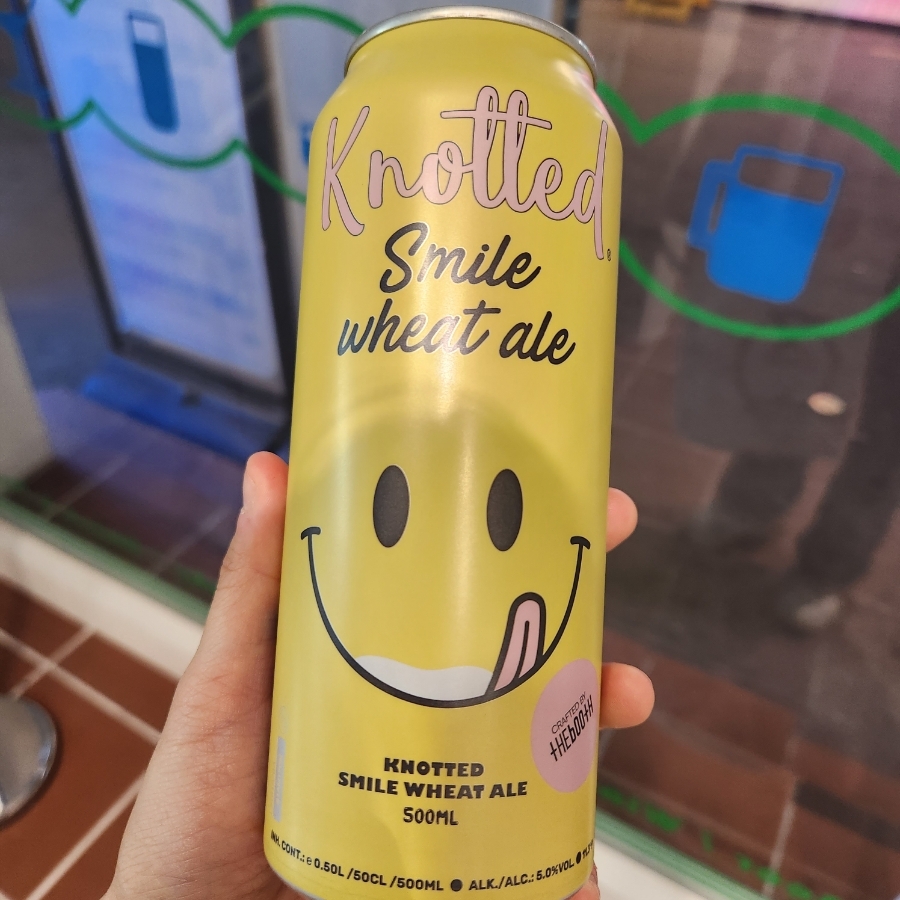 Knotted
®
Smile
wheat ale
CRAFTED BY
THEbOOtH
KNOTTED
SMILE WHEAT ALE
500ML
INH. CONT.: e 0.50L /50CL /500ML ● ALK./ALC.: 5.0%VOL. ●